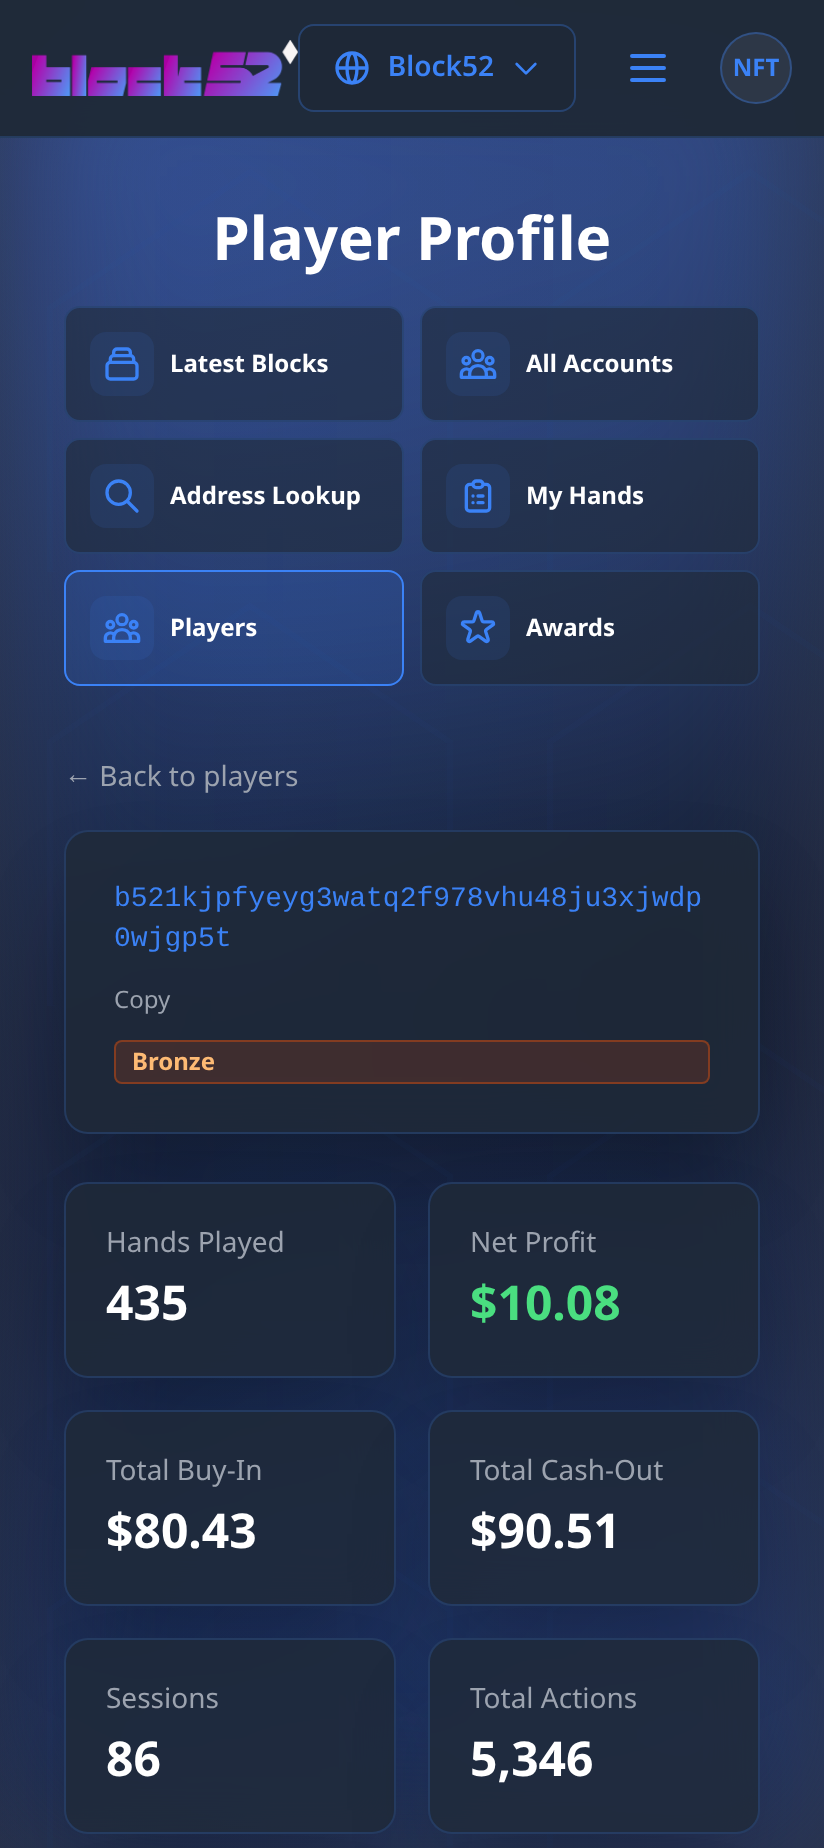 block52
Block52
NFT
Player Profile
Latest Blocks
All Accounts
Address Lookup
My Hands
Players
Awards
← Back to players
b521kjpfyeyg3watq2f978vhu48ju3xjwdp
0wjgp5t
Copy
Bronze
Hands Played
435
Net Profit
$10.08
Total Buy-In
$80.43
Total Cash-Out
$90.51
Sessions
86
Total Actions
5,346